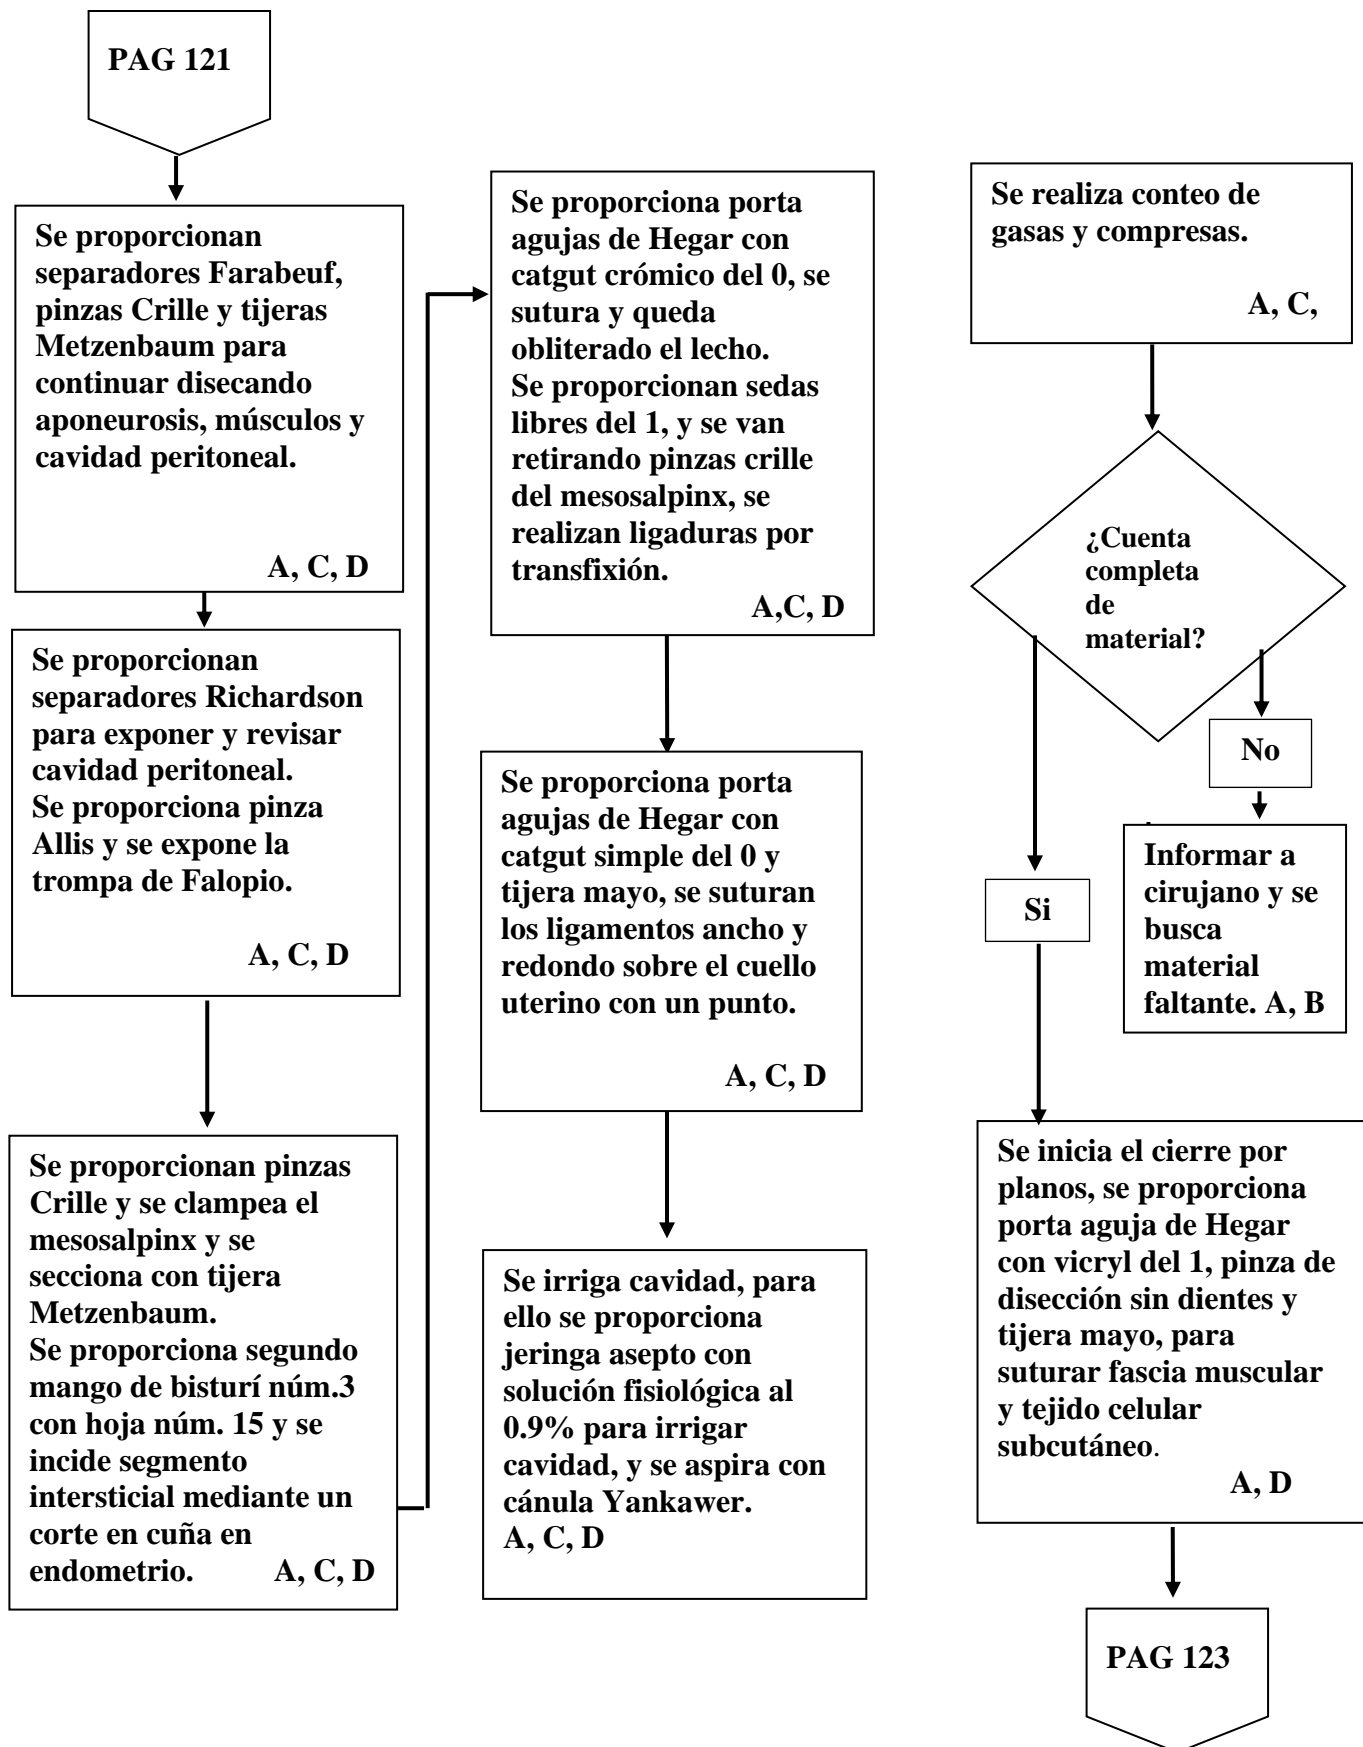 PAG 121
Se proporcionan
separadores Farabeuf,
pinzas Crille y tijeras
Metzenbaum para
continuar disecando
aponeurosis, músculos y
cavidad peritoneal.
A, C, D
Se proporcionan
separadores Richardson
para exponer y revisar
cavidad peritoneal.
Se proporciona pinza
Allis y se expone la
trompa de Falopio.
A, C, D
Se proporcionan pinzas
Crille y se clampea el
mesosalpinx y se
secciona con tijera
Metzenbaum.
Se proporciona segundo
mango de bisturí núm.3
con hoja núm. 15 y se
incide segmento
intersticial mediante un
corte en cuña en
endometrio. A, C, D
Se proporciona porta
agujas de Hegar con
catgut crómico del 0, se
sutura y queda
obliterado el lecho.
Se proporcionan sedas
libres del 1, y se van
retirando pinzas crille
del mesosalpinx, se
realizan ligaduras por
transfixión.
A,C, D
Se proporciona porta
agujas de Hegar con
catgut simple del 0 y
tijera mayo, se suturan
los ligamentos ancho y
redondo sobre el cuello
uterino con un punto.
A, C, D
Se irriga cavidad, para
ello se proporciona
jeringa asepto con
solución fisiológica al
0.9% para irrigar
cavidad, y se aspira con
cánula Yankawer.
A, C, D
Se realiza conteo de
gasas y compresas.
A, C,
¿Cuenta
completa
de
material?
No
Si
Informar a
cirujano y se
busca
material
faltante. A, B
Se inicia el cierre por
planos, se proporciona
porta aguja de Hegar
con vicryl del 1, pinza de
disección sin dientes y
tijera mayo, para
suturar fascia muscular
y tejido celular
subcutáneo.
A, D
PAG 123